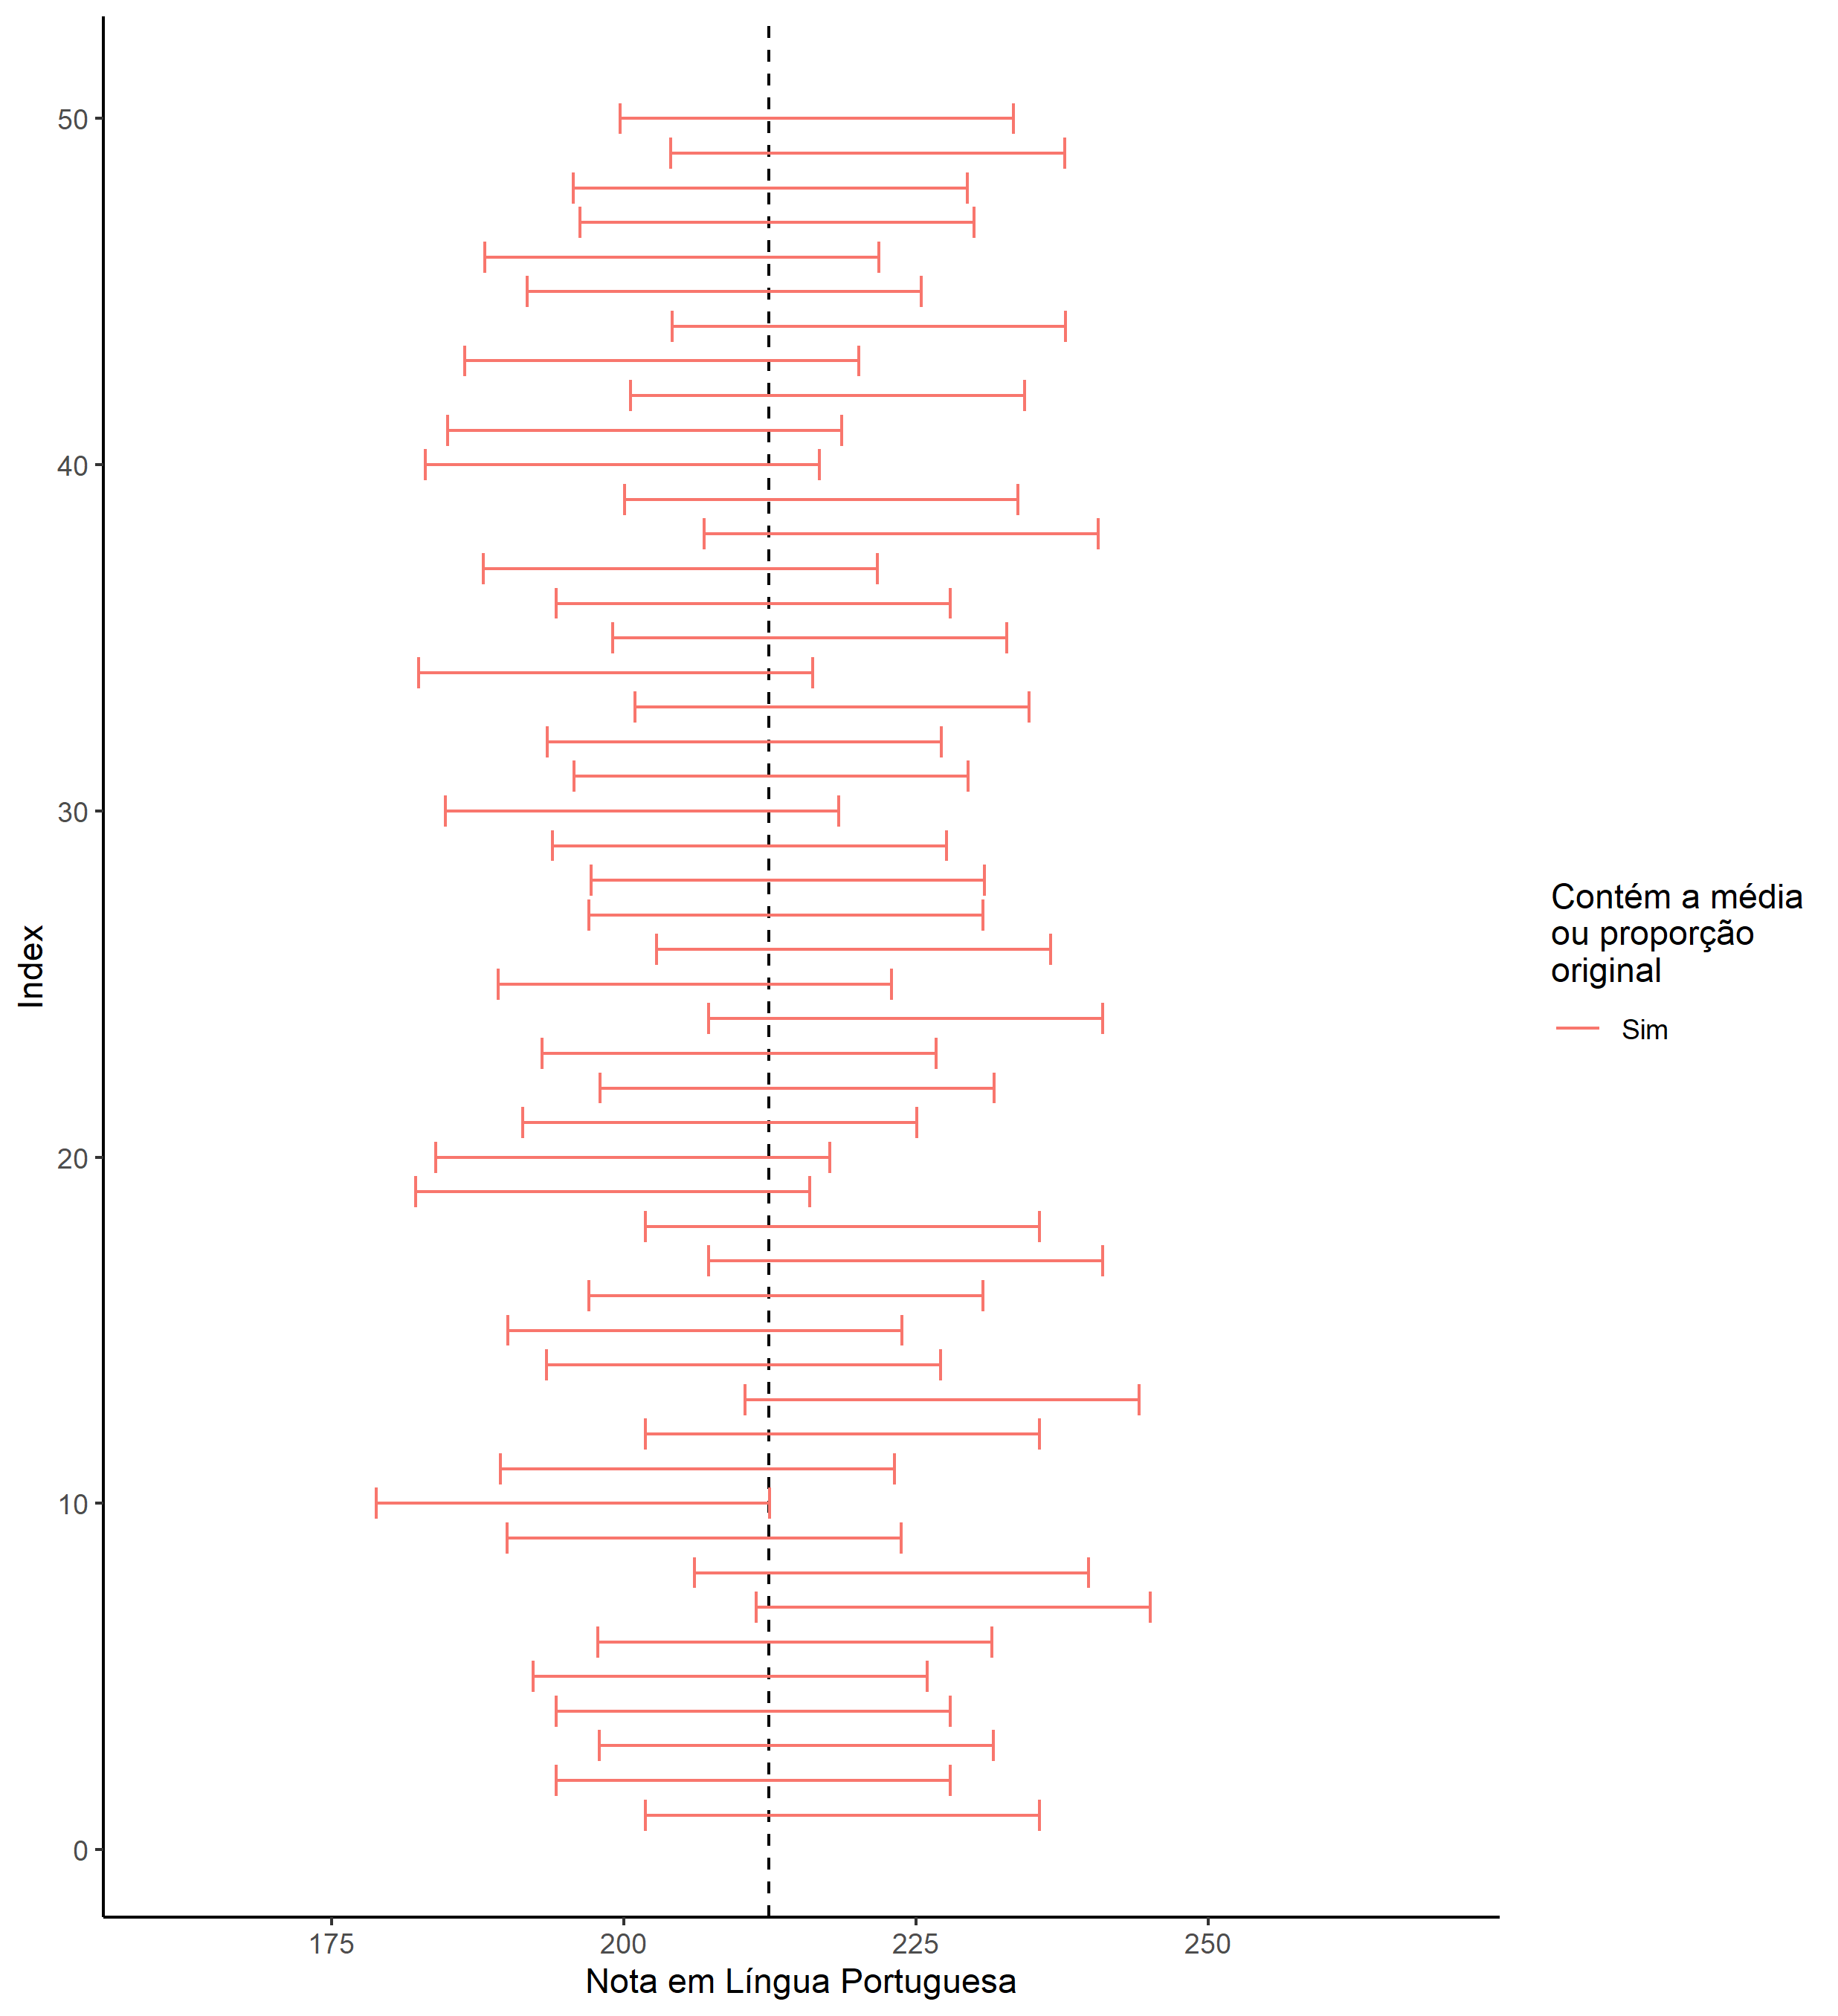 50
40
30
20
10
0
Index
175 200 225 250
Nota em Língua Portuguesa
Contém a média
ou proporção
original
Sim